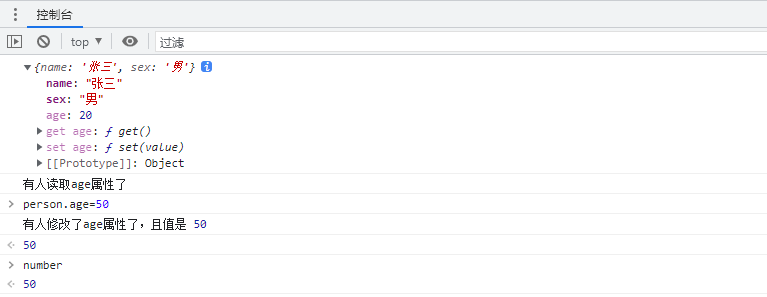 控制台
top 过滤
{name: '张三', sex: '男'}
name: "张三"
sex: "男"
age: 20
get age: ƒ get()
set age: ƒ set(value)
[[Prototype]]: Object
有人读取age属性了
person.age=50
有人修改了age属性了，且值是 50
50
number
50